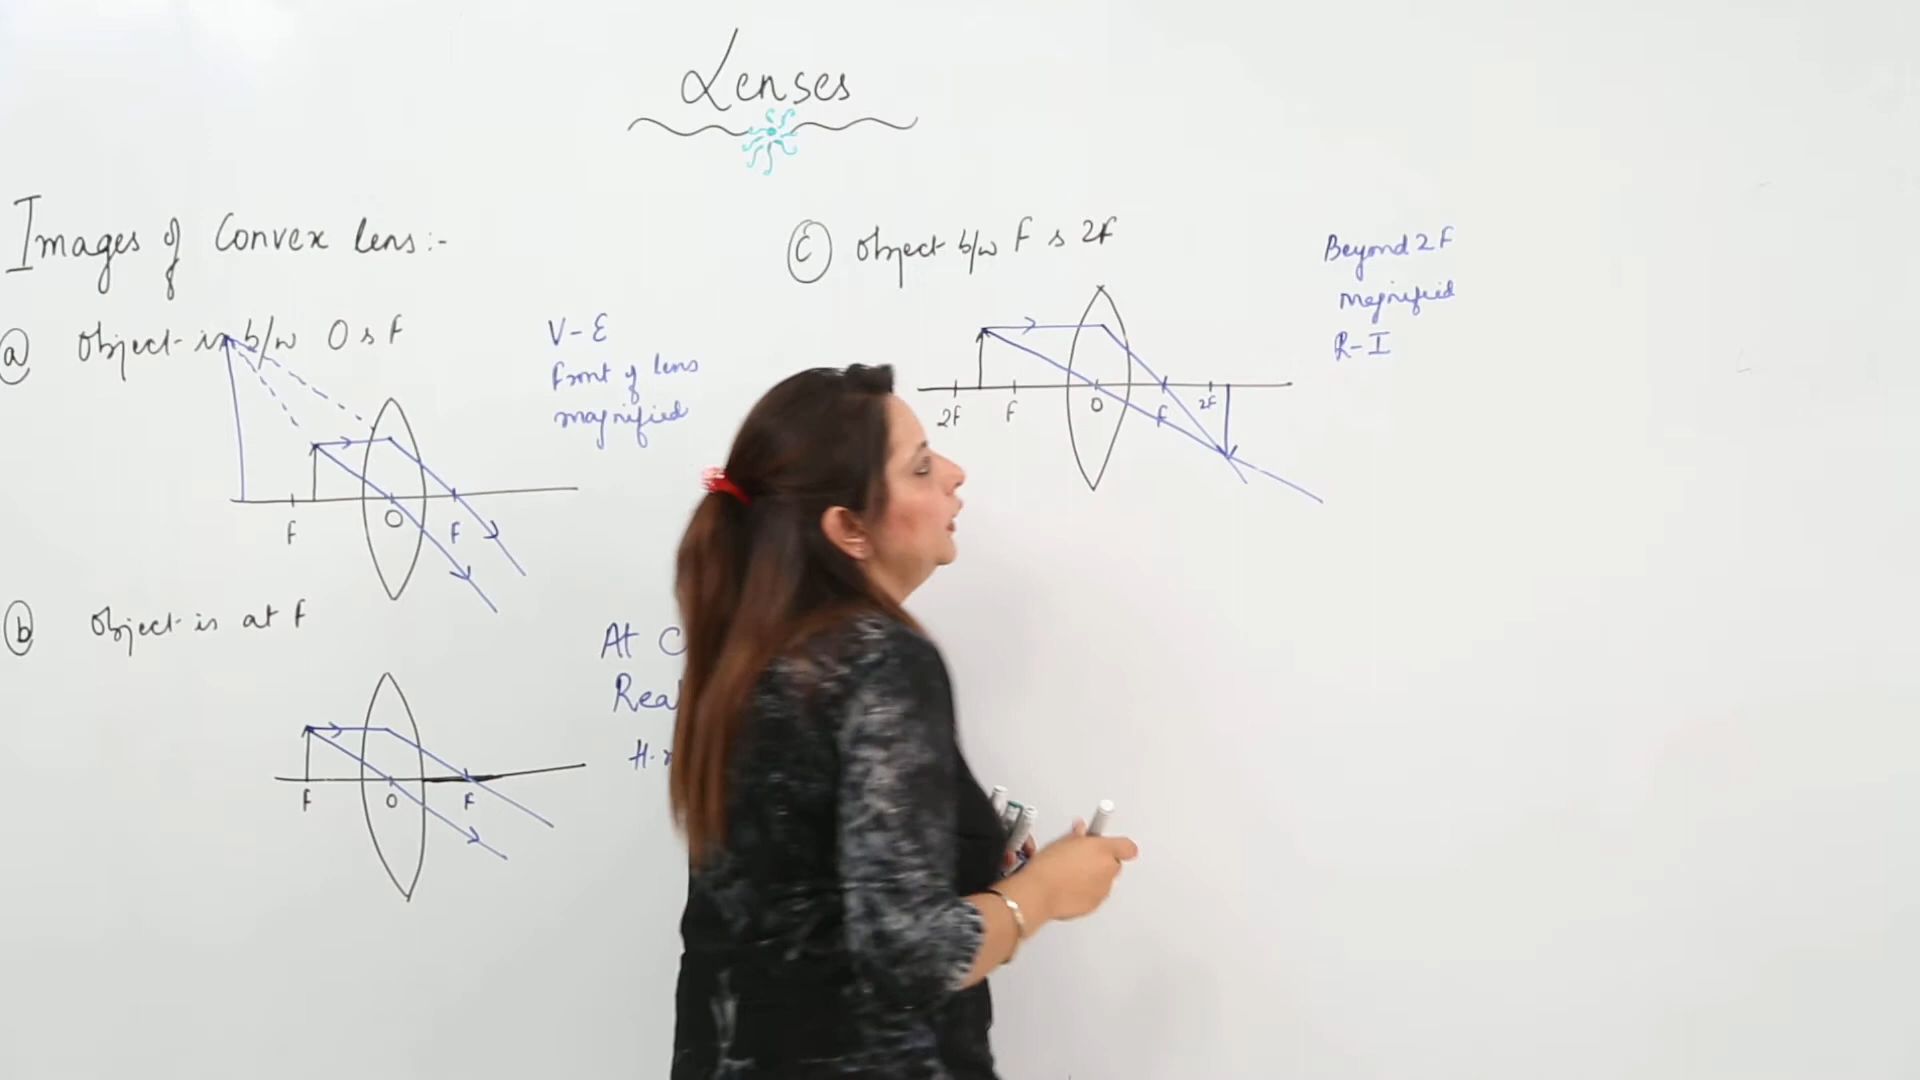 Lenses
Images of Convex lens:-
a Object is b/w O & F
V-E
Front of lens
magnified
F O F
b Object is at F
At
F O F
C Object b/w F & 2F
Beyond 2F
Magnified
R-I
2F F O F 2F